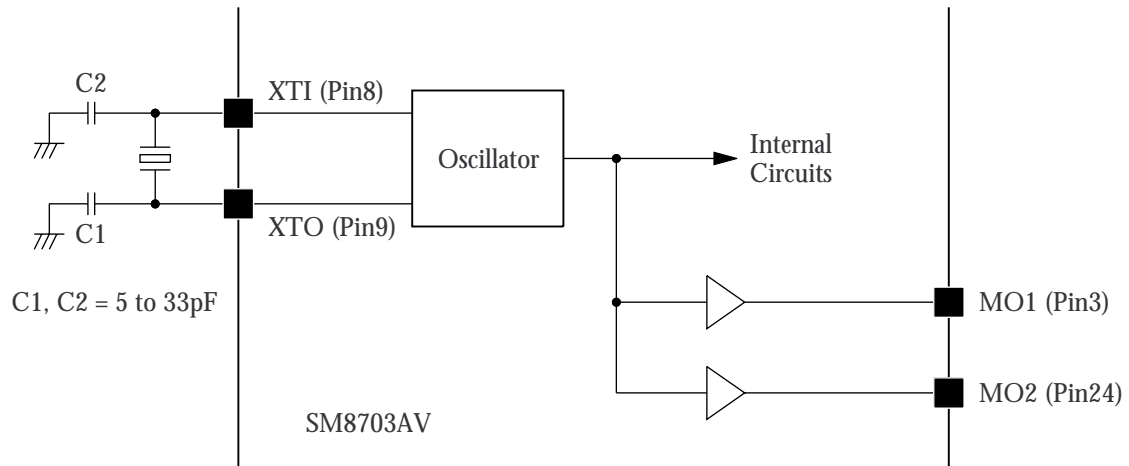 C2
XTI (Pin8)
Oscillator
Internal
Circuits
C1
XTO (Pin9)
C1, C2 = 5 to 33pF
MO1 (Pin3)
MO2 (Pin24)
SM8703AV